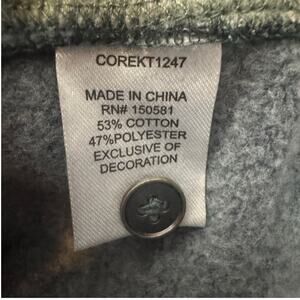 COREKT1247
MADE IN CHINA
RN# 150581
53% COTTON
47%POLYESTER
EXCLUSIVE OF
DECORATION